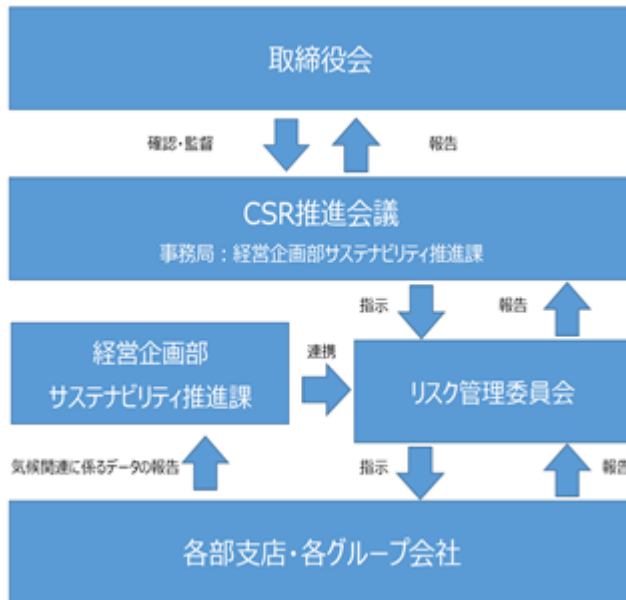 取締役会
確認・監督
報告
CSR推進会議
事務局：経営企画部サステナビリティ推進課
指示
報告
経営企画部
サステナビリティ推進課
連携
リスク管理委員会
気候関連に係るデータの報告
指示
報告
各部支店・各グループ会社